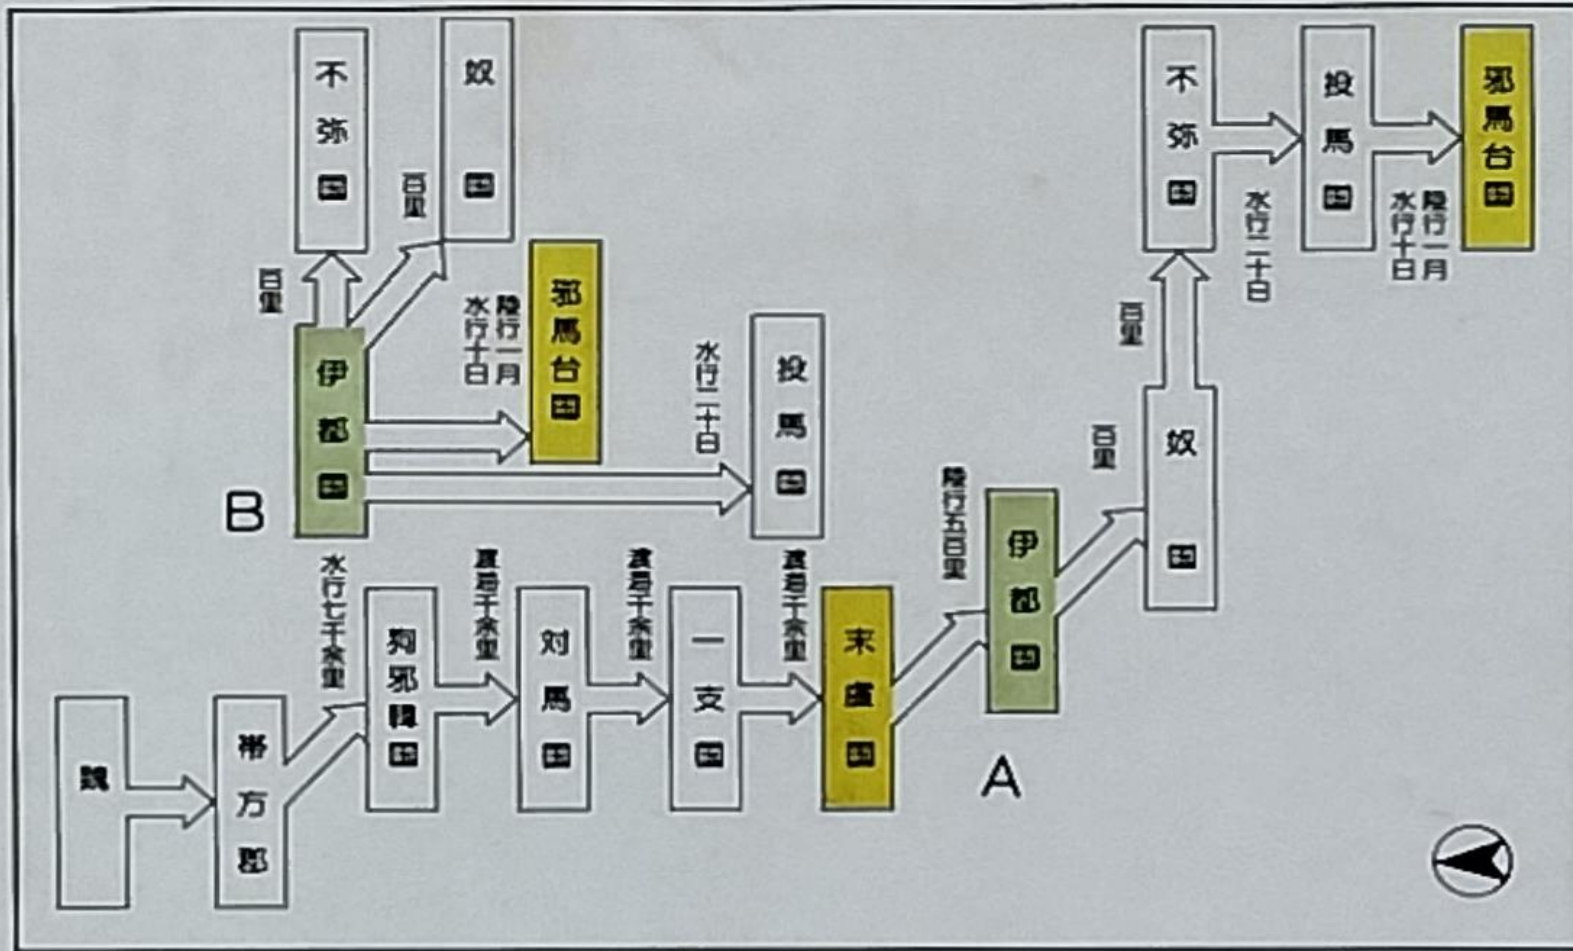 不弥国
奴国
百里
百里
伊都国
陸行一月
水行十日
邪馬台国
水行二十日
投馬国
B
魏
帯方郡
水行七千余里
狗邪韓国
渡海千余里
対馬国
渡海千余里
一支国
渡海千余里
末盧国
陸行五百里
伊都国
A
百里
奴国
百里
不弥国
水行二十日
投馬国
陸行一月
水行十日
邪馬台国